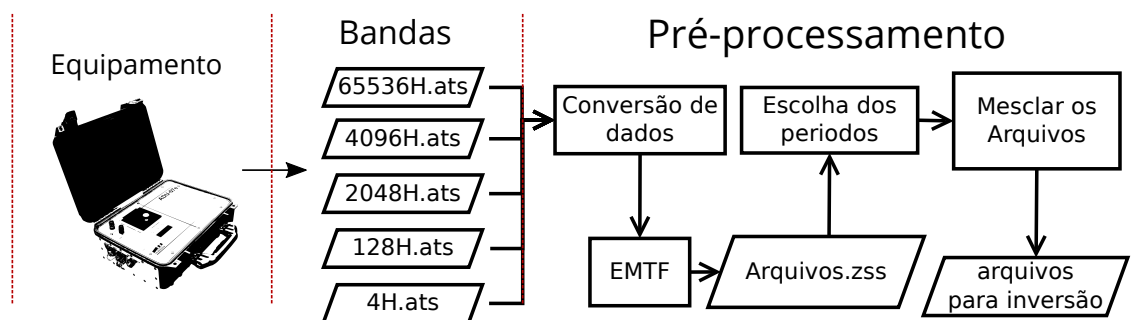 Equipamento
Bandas
65536H.ats
4096H.ats
2048H.ats
128H.ats
4H.ats
Pré-processamento
Conversão de
dados
EMTF
Arquivos.zss
Escolha dos
periodos
Mesclar os
Arquivos
arquivos
para inversão